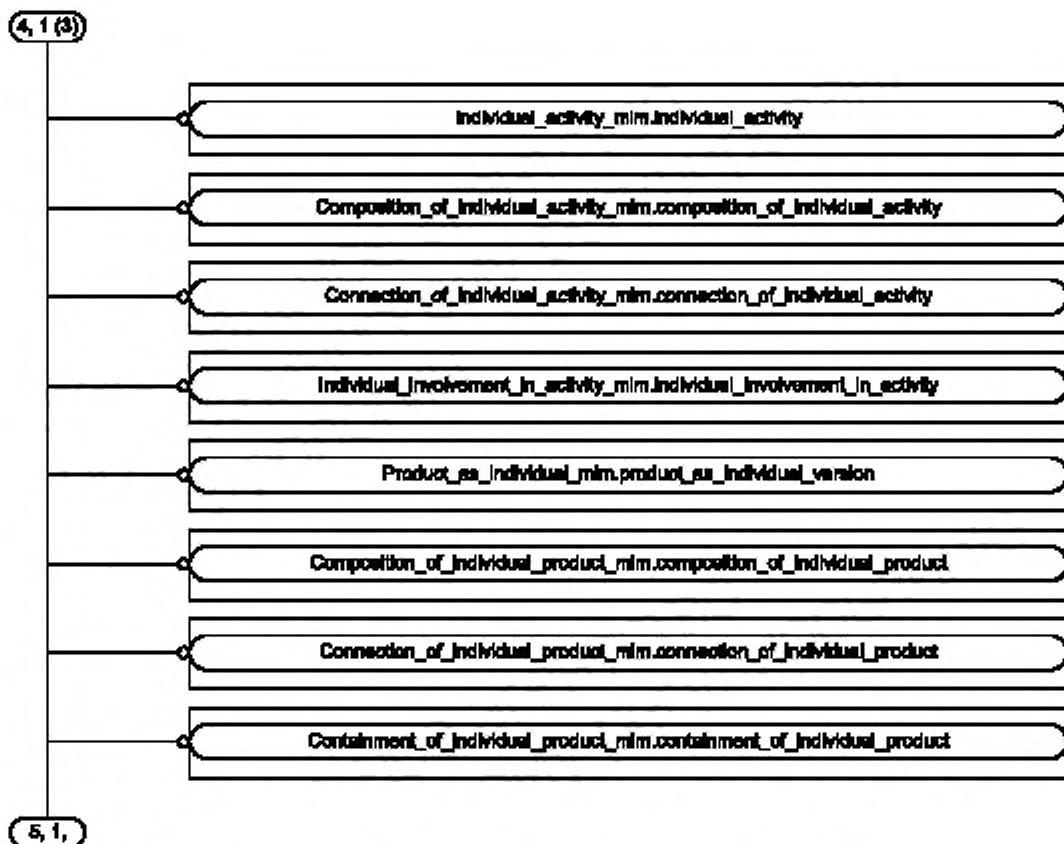 4, 1 (3)
Individual_activity_mim.individual_activity
Composition_of_individual_activity_mim.composition_of_individual_activity
Connection_of_individual_activity_mim.connection_of_individual_activity
Individual_involvement_in_activity_mim.individual_involvement_in_activity
Product_as_individual_mim.product_as_individual_version
Composition_of_individual_product_mim.composition_of_individual_product
Connection_of_individual_product_mim.connection_of_individual_product
Containment_of_individual_product_mim.containment_of_individual_product
5, 1,